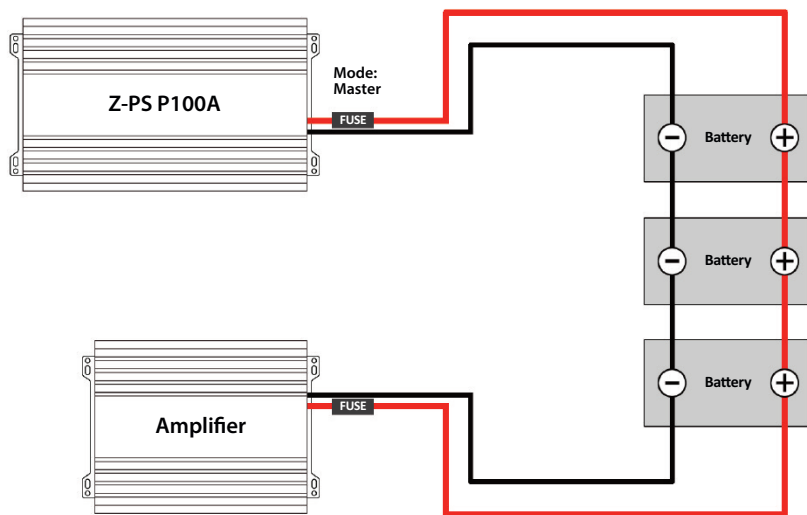 Mode:
Master
Z-PS P100A
FUSE
− Battery +
− Battery +
− Battery +
FUSE
Amplifier